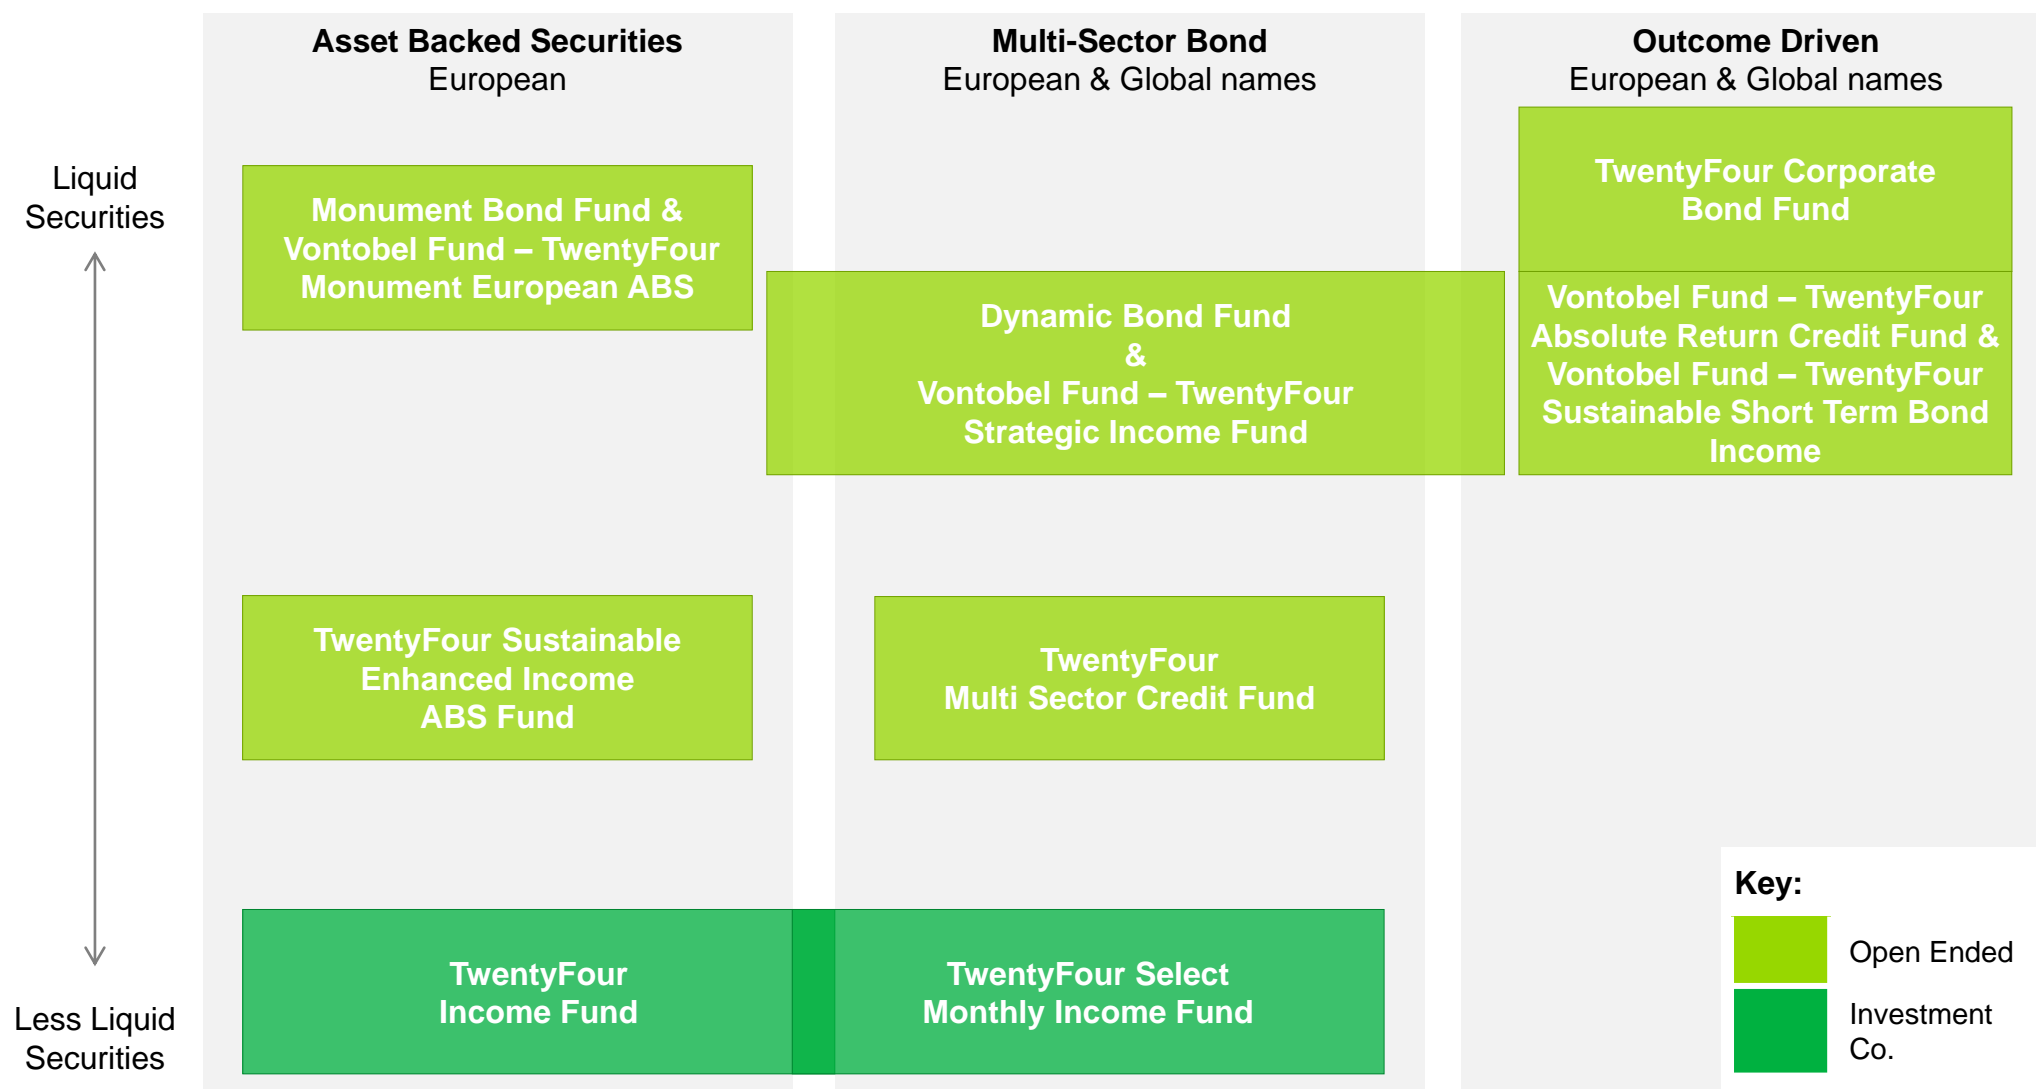 Asset Backed Securities
European
Multi-Sector Bond
European & Global names
Outcome Driven
European & Global names
Liquid
Securities
Less Liquid
Securities
Monument Bond Fund &
Vontobel Fund – TwentyFour
Monument European ABS
Dynamic Bond Fund
&
Vontobel Fund – TwentyFour
Strategic Income Fund
TwentyFour Corporate
Bond Fund
Vontobel Fund – TwentyFour
Absolute Return Credit Fund &
Vontobel Fund – TwentyFour
Sustainable Short Term Bond
Income
TwentyFour Sustainable
Enhanced Income
ABS Fund
TwentyFour
Multi Sector Credit Fund
TwentyFour
Income Fund
TwentyFour Select
Monthly Income Fund
Key:
Open Ended
Investment
Co.